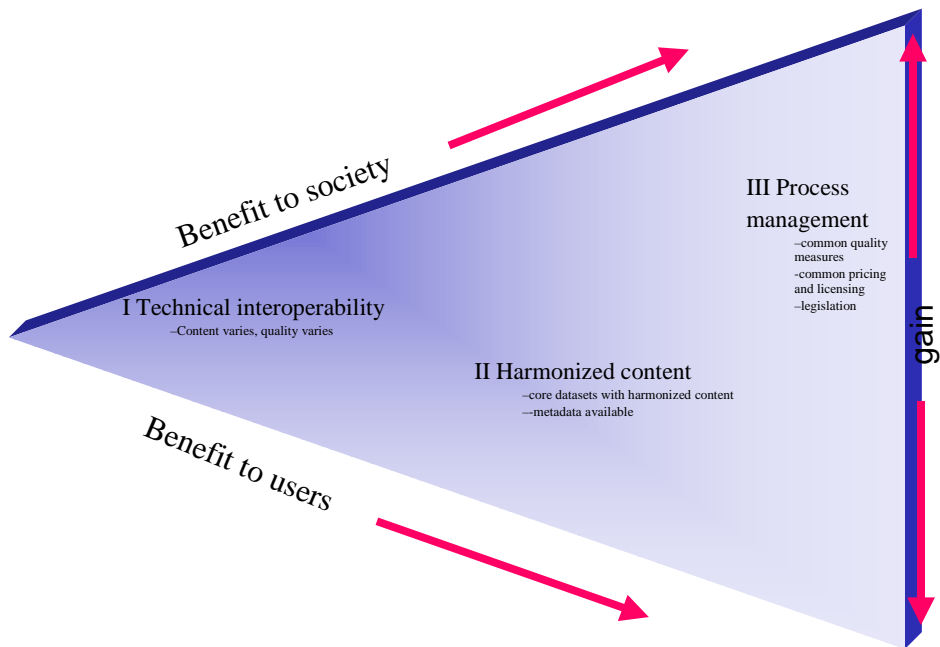 Benefit to society
III Process
management
–common quality
measures
-common pricing
and licensing
–legislation
I Technical interoperability
–Content varies, quality varies
gain
II Harmonized content
–core datasets with harmonized content
–-metadata available
Benefit to users